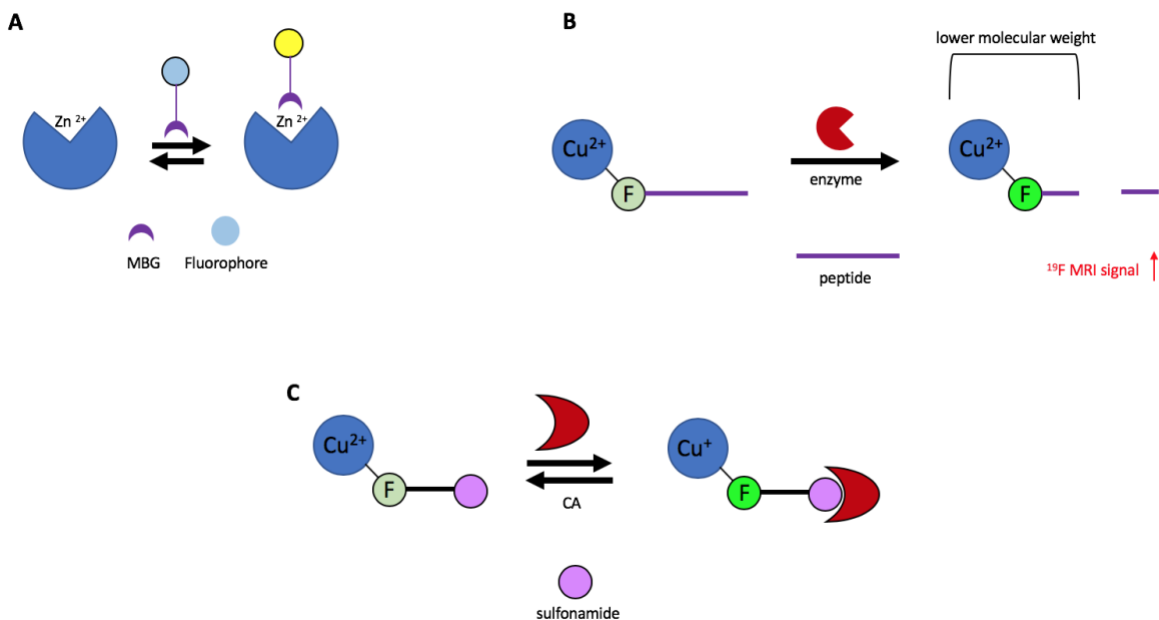 A
Zn 2+
Zn 2+
MBG
Fluorophore
B
lower molecular weight
Cu2+
F
enzyme
Cu2+
F
peptide
19F MRI signal
C
Cu2+
F
CA
Cu+
F
sulfonamide